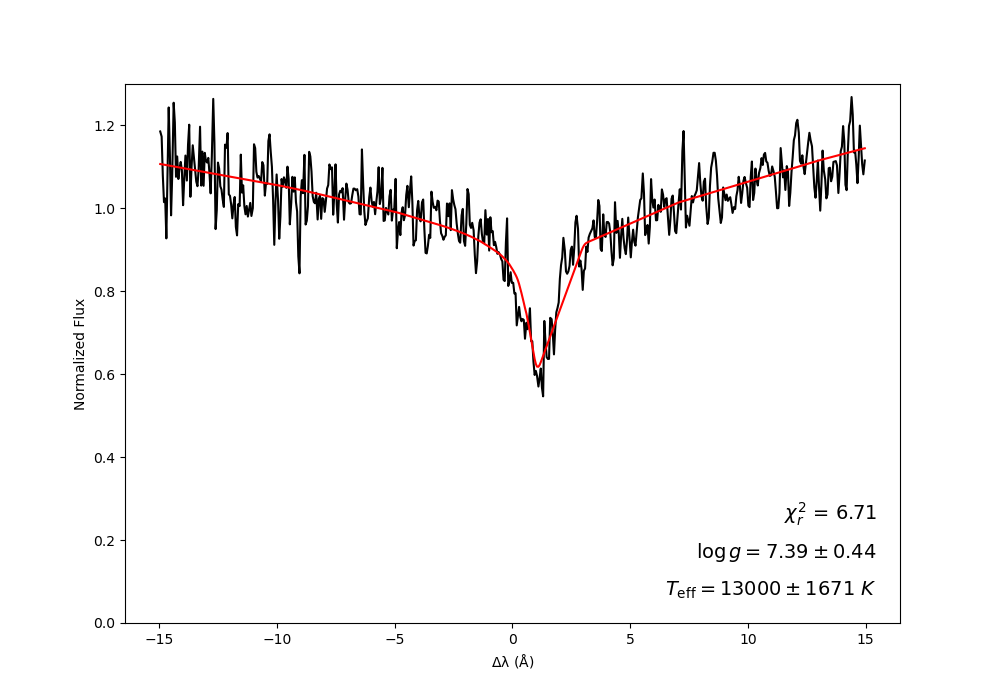 1.2
1.0
0.8
0.6
0.4
0.2
0.0
Normalized Flux
χ²ᵣ = 6.71
log g = 7.39 ± 0.44
T_eff = 13000 ± 1671 K
−15 −10 −5 0 5 10 15
Δλ (Å)